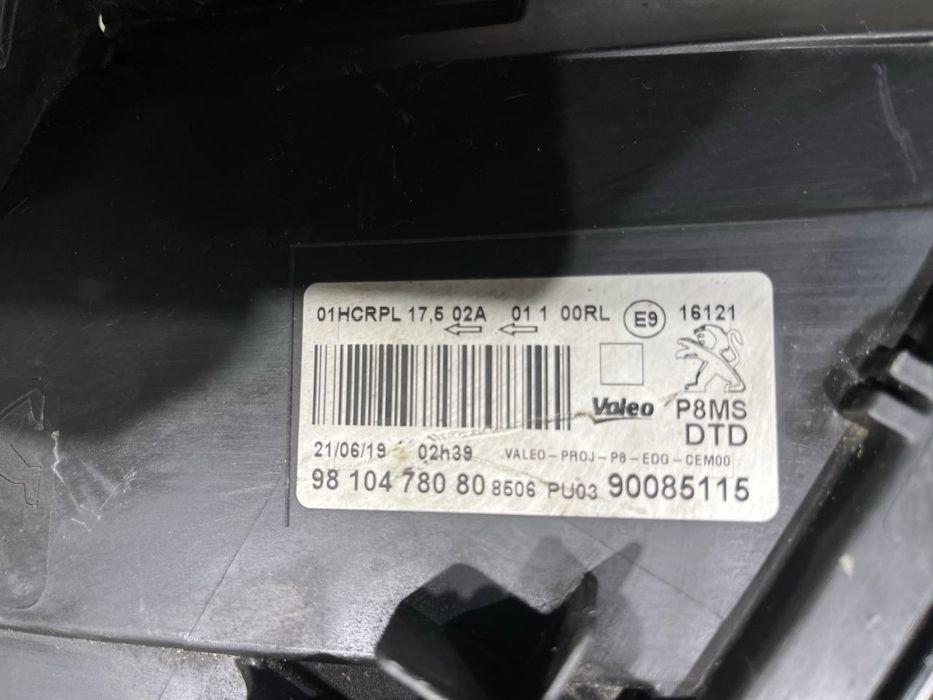 01HCRPL 17,5 02A 01 1 00RL E9 16121
Valeo P8MS
DTD
21/06/19 02h39 VALEO-PROJ-P8-EDG-CEM00
98 104 780 80 8506 PU03 90085115